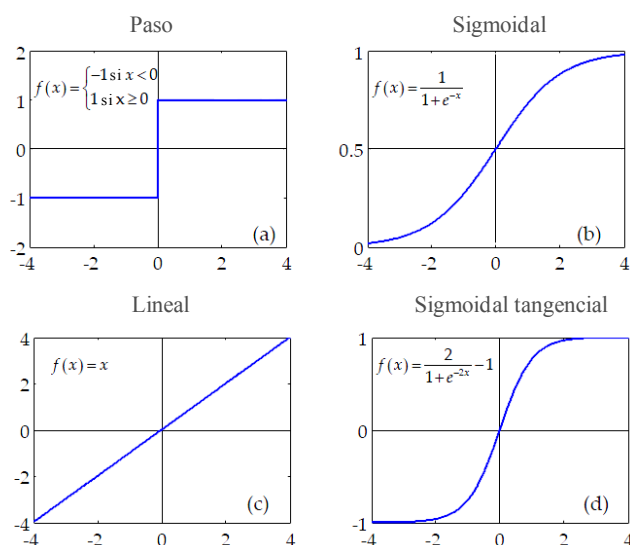 Paso
2
f(x)={−1 si x<0
1 si x≥0
1
0
-1
-2
(a)
-4 -2 0 2 4
Sigmoidal
1
f(x)=1/(1+e^{-x})
0.5
0
(b)
-4 -2 0 2 4
Lineal
4
f(x)=x
2
0
-2
-4
(c)
-4 -2 0 2 4
Sigmoidal tangencial
1
f(x)=2/(1+e^{-2x})−1
0
-1
(d)
-4 -2 0 2 4